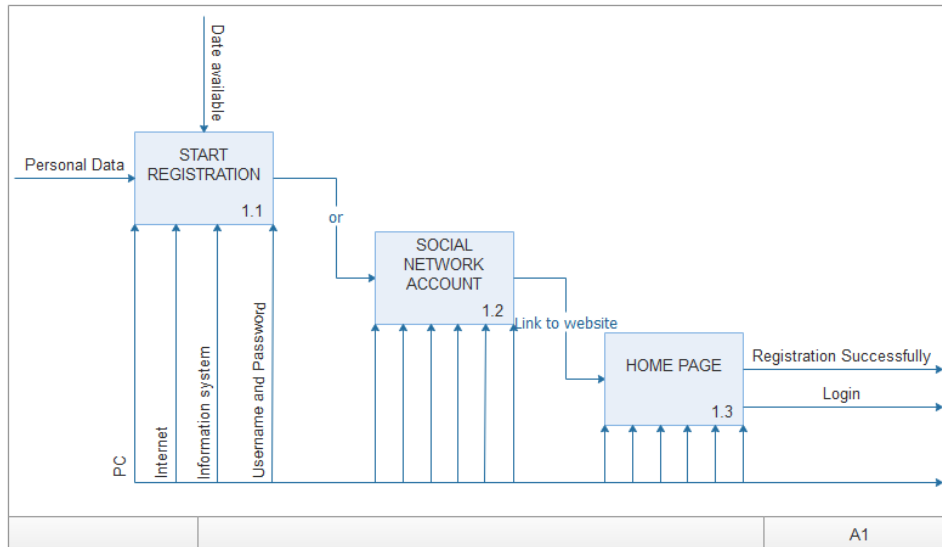 Date available
Personal Data
START
REGISTRATION
1.1
or
SOCIAL
NETWORK
ACCOUNT
1.2
Link to website
HOME PAGE
1.3
Registration Successfully
Login
PC
Internet
Information system
Username and Password
A1